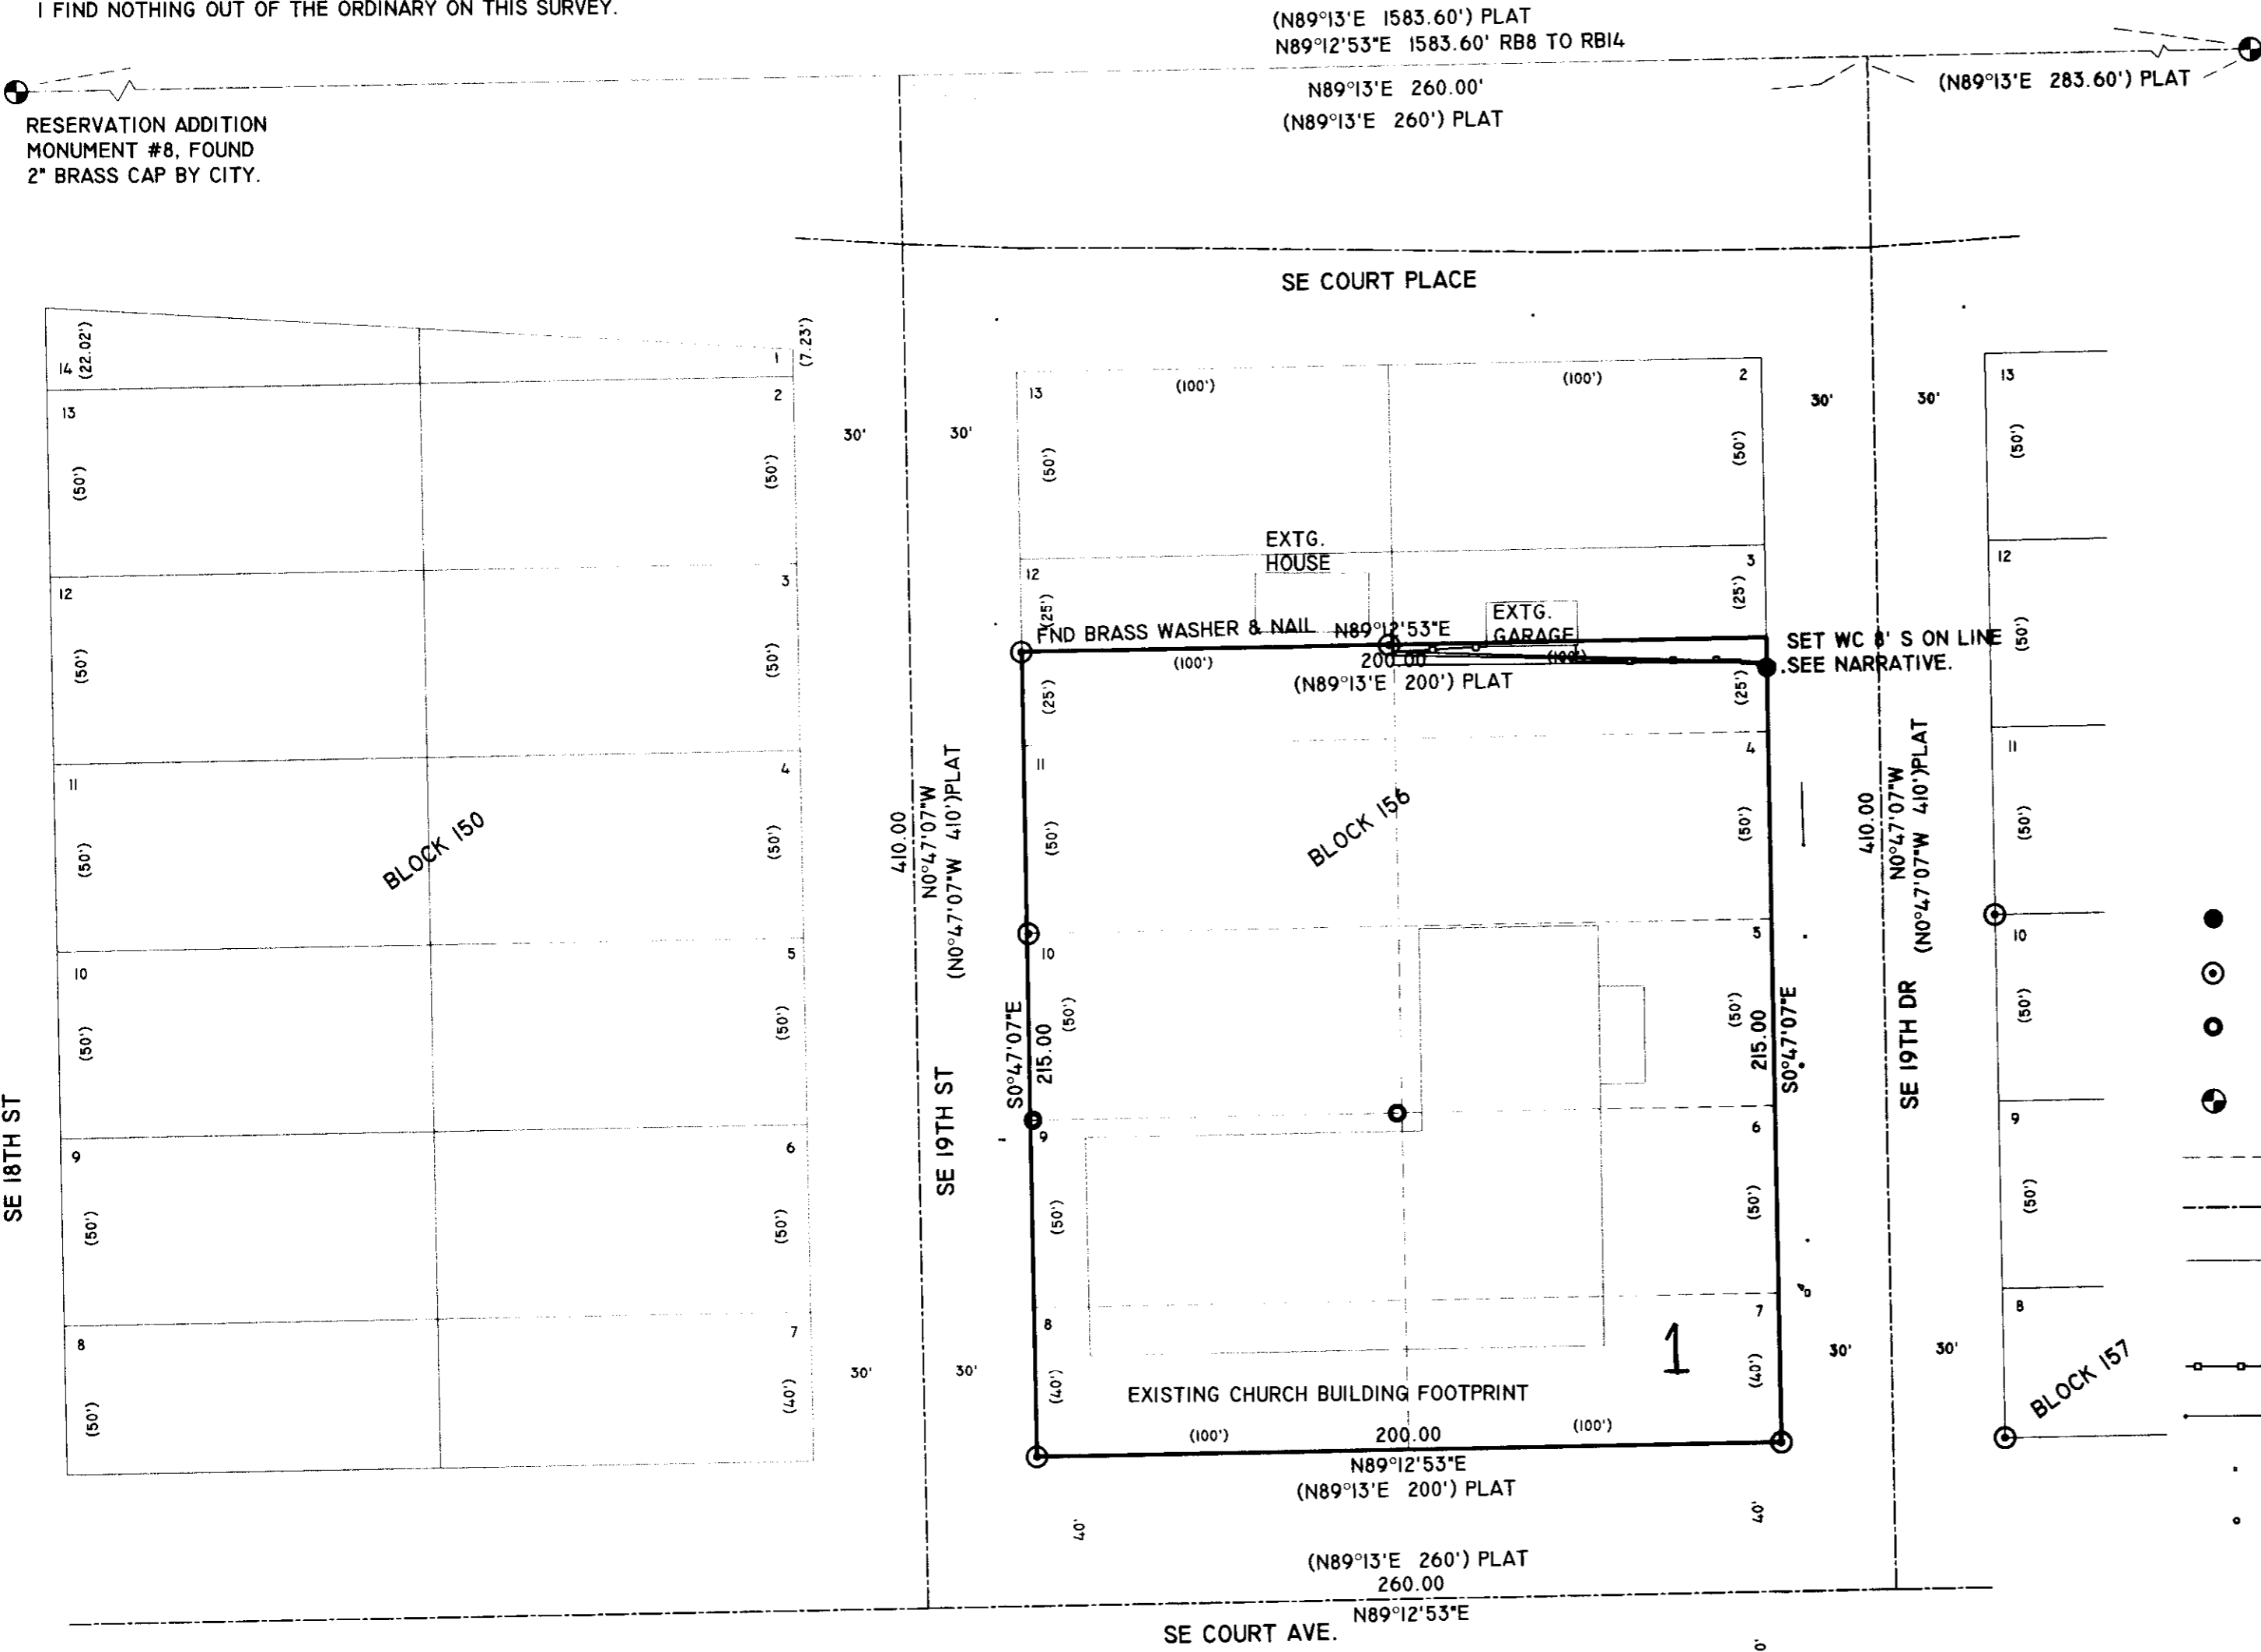 I FIND NOTHING OUT OF THE ORDINARY ON THIS SURVEY.
(N89°13'E 1583.60') PLAT
N89°12'53"E 1583.60' RB8 TO RB14
N89°13'E 260.00'
(N89°13'E 260') PLAT
(N89°13'E 283.60') PLAT
RESERVATION ADDITION
MONUMENT #8, FOUND
2" BRASS CAP BY CITY.
SE COURT PLACE
14
(22.02')
1
(7.23')
13
(50')
2
(50')
12
(50')
3
(50')
11
(50')
4
(50')
BLOCK 150
10
(50')
5
(50')
9
(50')
6
(50')
8
(50')
7
(40')
SE 18TH ST
30'
30'
410.00
N0°47'07"W
(N0°47'07"W 410')PLAT
SE 19TH ST
30'
30'
13
(100')
(100')
2
(50')
(50')
EXTG.
HOUSE
12
(25')
3
(25')
EXTG.
GARAGE
FND BRASS WASHER & NAIL
N89°12'53"E
(100')
200.00
(100')
(N89°13'E 200') PLAT
SET WC 8' S ON LINE
.SEE NARRATIVE.
(25')
(25')
11
4
(50')
(50')
BLOCK 156
10
5
(50')
(50')
S0°47'07"E
215.00
215.00
S0°47'07"E
9
6
(50')
(50')
8
7
(40')
(40')
1
EXISTING CHURCH BUILDING FOOTPRINT
(100')
200.00
(100')
N89°12'53"E
(N89°13'E 200') PLAT
40'
40'
(N89°13'E 260') PLAT
260.00
N89°12'53"E
SE COURT AVE.
30'
30'
410.00
N0°47'07"W
(N0°47'07"W 410')PLAT
SE 19TH DR
30'
30'
13
(50')
12
(50')
11
(50')
10
(50')
9
(50')
8
BLOCK 157